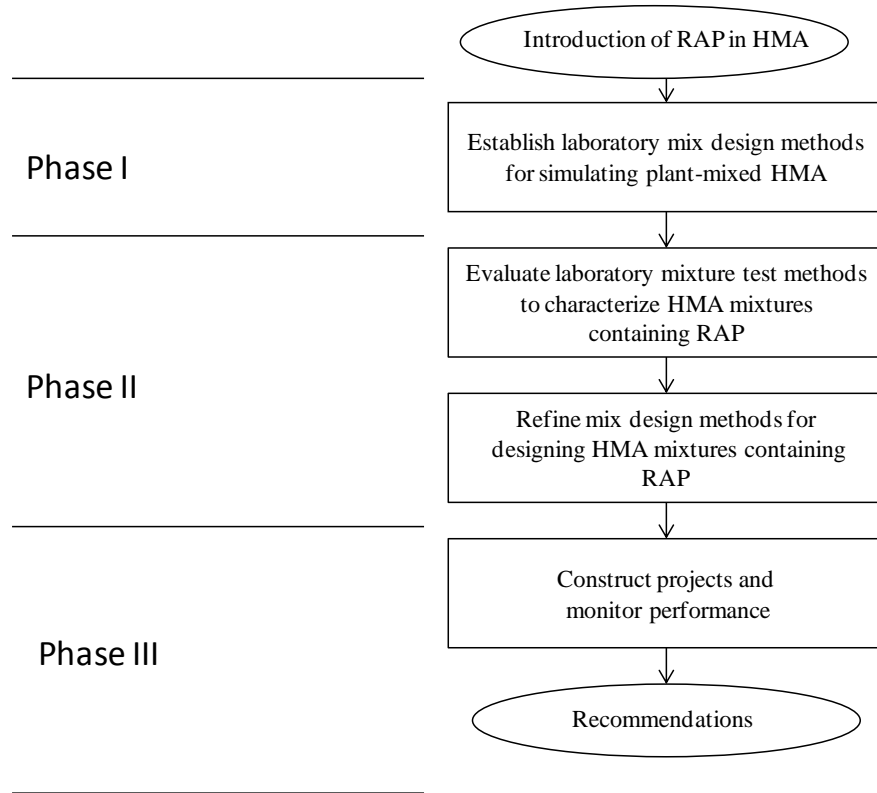 Introduction of RAP in HMA
Phase I
Establish laboratory mix design methods
for simulating plant-mixed HMA
Phase II
Evaluate laboratory mixture test methods
to characterize HMA mixtures
containing RAP
Refine mix design methods for
designing HMA mixtures containing
RAP
Phase III
Construct projects and
monitor performance
Recommendations